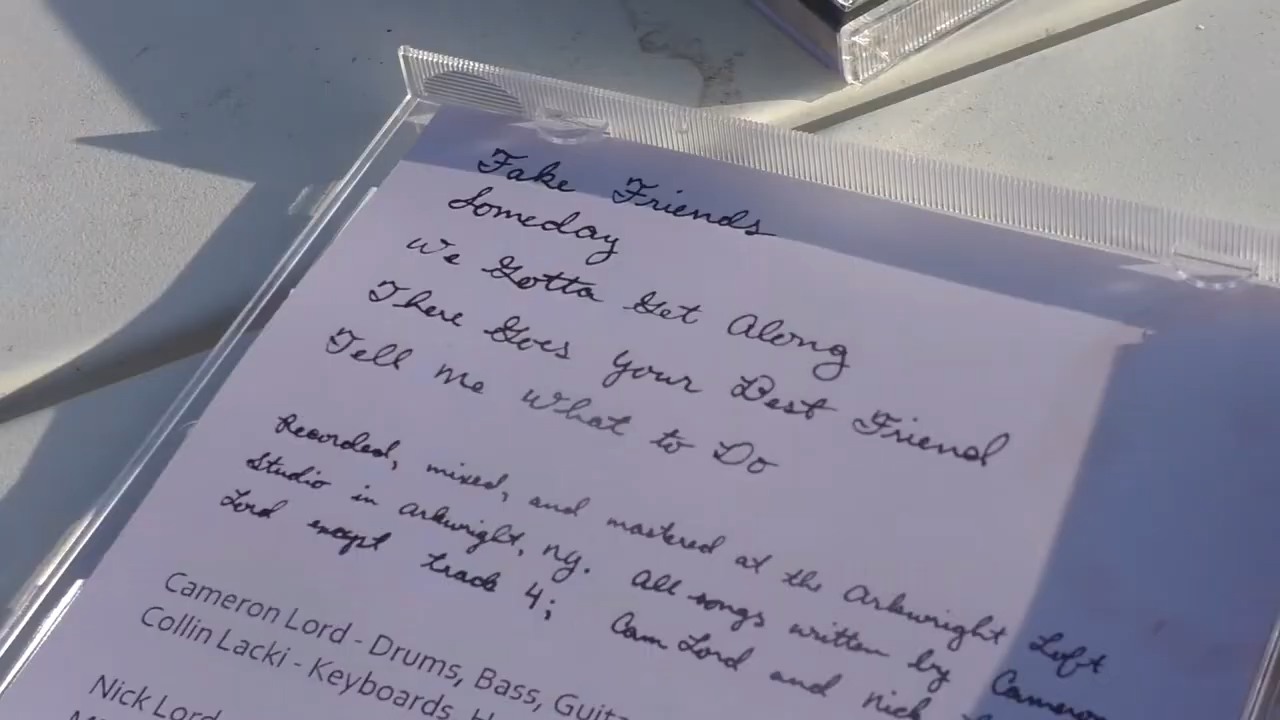 Fake Friends
Someday
We Gotta Get Along
There Goes Your Best Friend
Tell me What to Do
Recorded, mixed, and mastered at the Arkwright Loft
Studio in Arkwright, ny. All songs written by Cameron
Lord except track 4; Cam Lord and nick
Cameron Lord - Drums, Bass, Guita
Collin Lacki - Keyboards,
Nick Lord